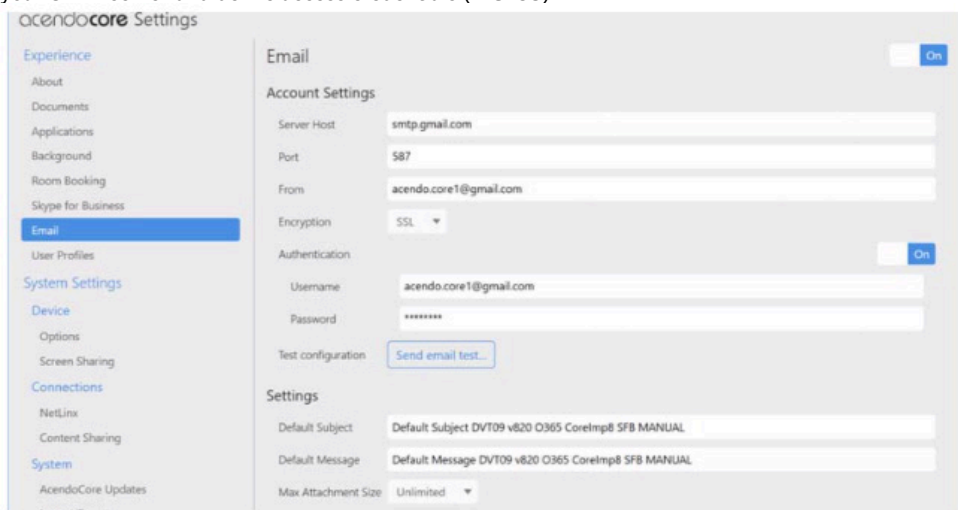 acendocore Settings
Experience
About
Documents
Applications
Background
Room Booking
Skype for Business
Email
User Profiles
System Settings
Device
Options
Screen Sharing
Connections
NetLinx
Content Sharing
System
AcendoCore Updates
Email
On
Account Settings
Server Host smtp.gmail.com
Port 587
From acendo.core1@gmail.com
Encryption SSL
Authentication On
Username acendo.core1@gmail.com
Password ********
Test configuration Send email test...
Settings
Default Subject Default Subject DVT09 v820 O365 CoreImp8 SFB MANUAL
Default Message Default Message DVT09 v820 O365 CoreImp8 SFB MANUAL
Max Attachment Size Unlimited